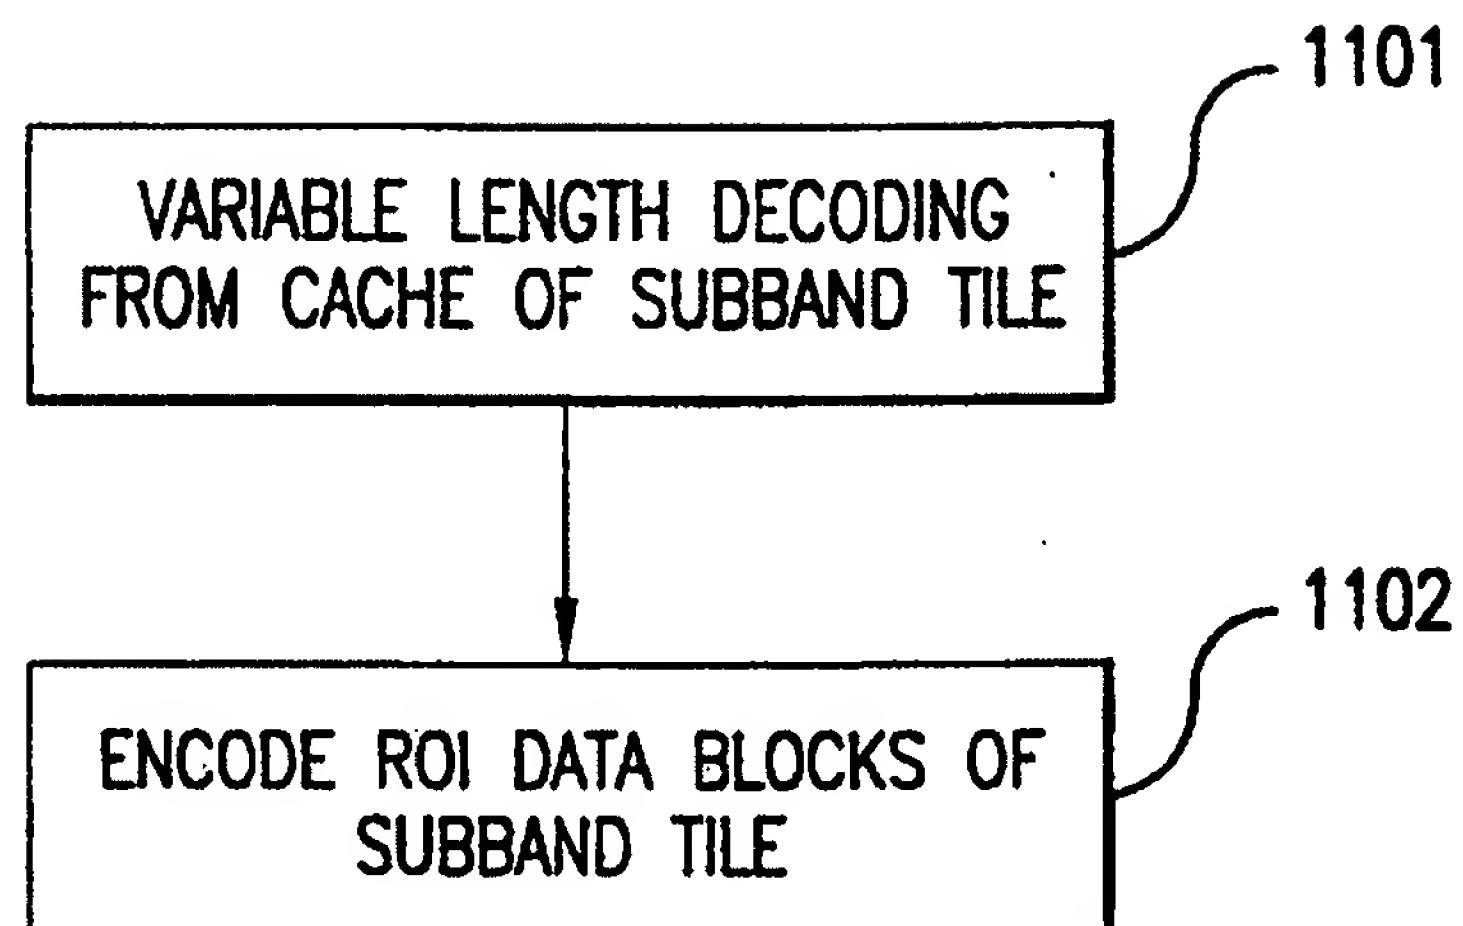 1101
VARIABLE LENGTH DECODING
FROM CACHE OF SUBBAND TILE
1102
ENCODE ROI DATA BLOCKS OF
SUBBAND TILE